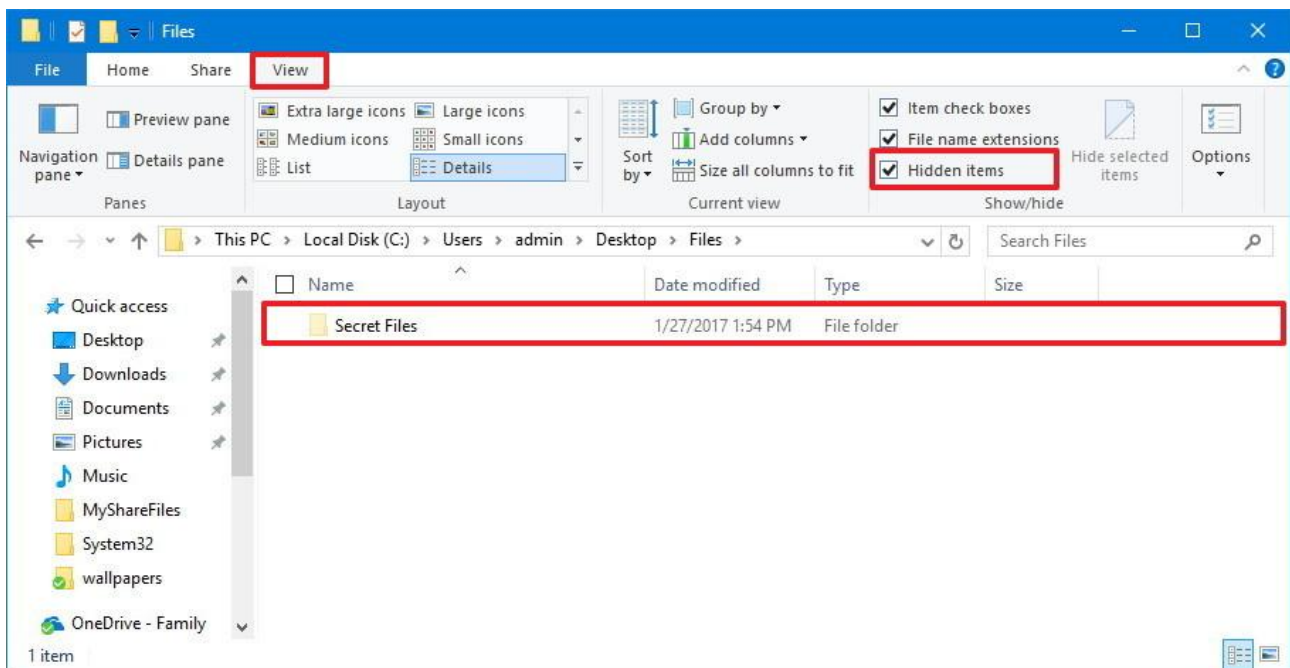 Files
File Home Share View
Navigation pane
Preview pane
Details pane
Panes
Extra large icons Large icons
Medium icons Small icons
List Details
Layout
Sort by
Group by
Add columns
Size all columns to fit
Current view
Item check boxes
File name extensions
Hidden items
Hide selected items
Show/hide
Options
This PC > Local Disk (C:) > Users > admin > Desktop > Files >
Search Files
Name Date modified Type Size
Secret Files 1/27/2017 1:54 PM File folder
Quick access
Desktop
Downloads
Documents
Pictures
Music
MyShareFiles
System32
wallpapers
OneDrive - Family
1 item